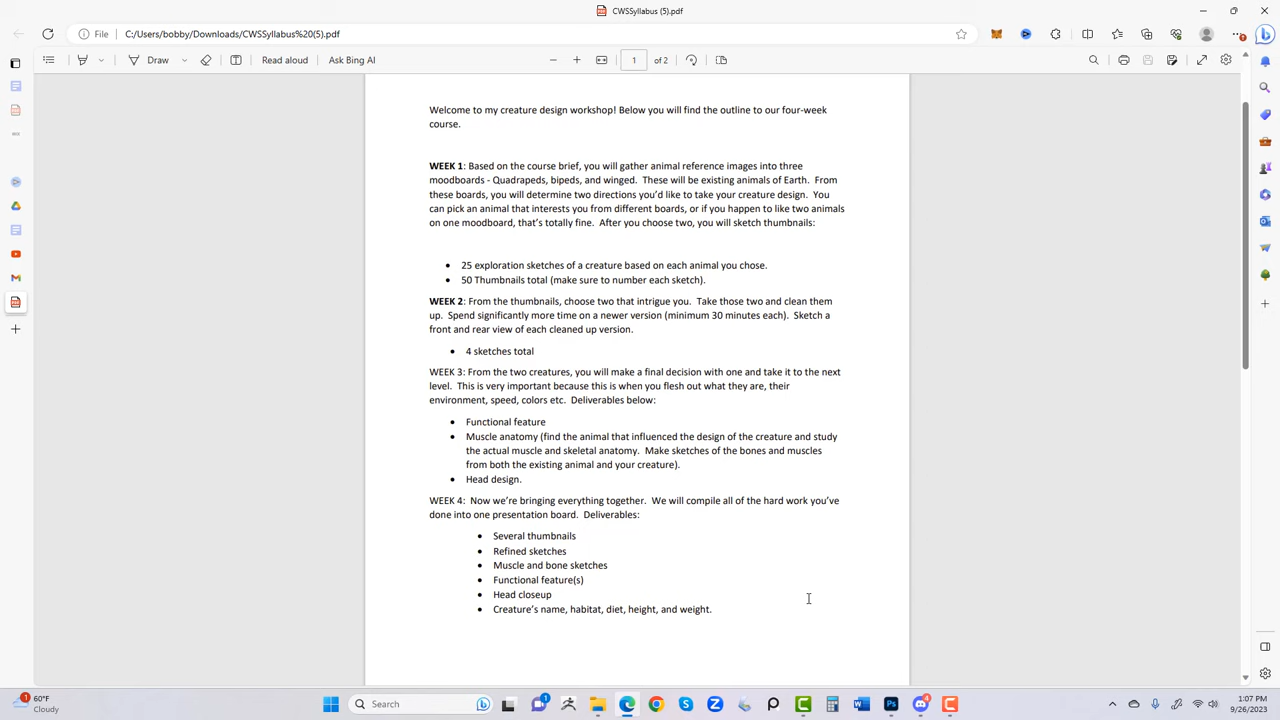 CWSSyllabus (5).pdf
File C:/Users/bobby/Downloads/CWSSyllabus%20(5).pdf
Draw Read aloud Ask Bing AI 1 of 2
Welcome to my creature design workshop! Below you will find the outline to our four-week
course.
WEEK 1: Based on the course brief, you will gather animal reference images into three
moodboards - Quadrapeds, bipeds, and winged. These will be existing animals of Earth. From
these boards, you will determine two directions you'd like to take your creature design. You
can pick an animal that interests you from different boards, or if you happen to like two animals
on one moodboard, that's totally fine. After you choose two, you will sketch thumbnails:
• 25 exploration sketches of a creature based on each animal you chose.
• 50 Thumbnails total (make sure to number each sketch).
WEEK 2: From the thumbnails, choose two that intrigue you. Take those two and clean them
up. Spend significantly more time on a newer version (minimum 30 minutes each). Sketch a
front and rear view of each cleaned up version.
• 4 sketches total
WEEK 3: From the two creatures, you will make a final decision with one and take it to the next
level. This is very important because this is when you flesh out what they are, their
environment, speed, colors etc. Deliverables below:
• Functional feature
• Muscle anatomy (find the animal that influenced the design of the creature and study
the actual muscle and skeletal anatomy. Make sketches of the bones and muscles
from both the existing animal and your creature).
• Head design.
WEEK 4: Now we're bringing everything together. We will compile all of the hard work you've
done into one presentation board. Deliverables:
• Several thumbnails
• Refined sketches
• Muscle and bone sketches
• Functional feature(s)
• Head closeup
• Creature's name, habitat, diet, height, and weight.
1 60°F Search 1 4 1:07 PM
Cloudy 9/26/2023